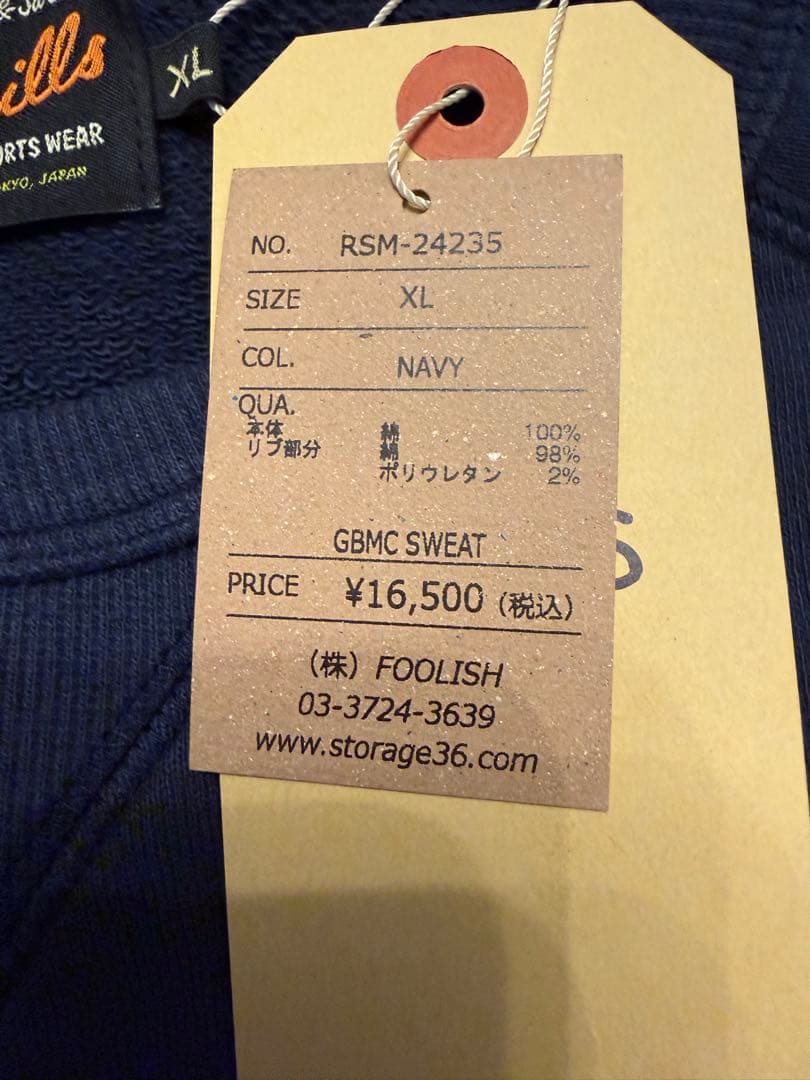 ills
RTS WEAR
KYO, JAPAN
XL
NO. RSM-24235
SIZE XL
COL. NAVY
QUA.
本体 綿 100%
リブ部分 綿 98%
ポリウレタン 2%
GBMC SWEAT
PRICE ¥16,500 (税込)
(株) FOOLISH
03-3724-3639
www.storage36.com